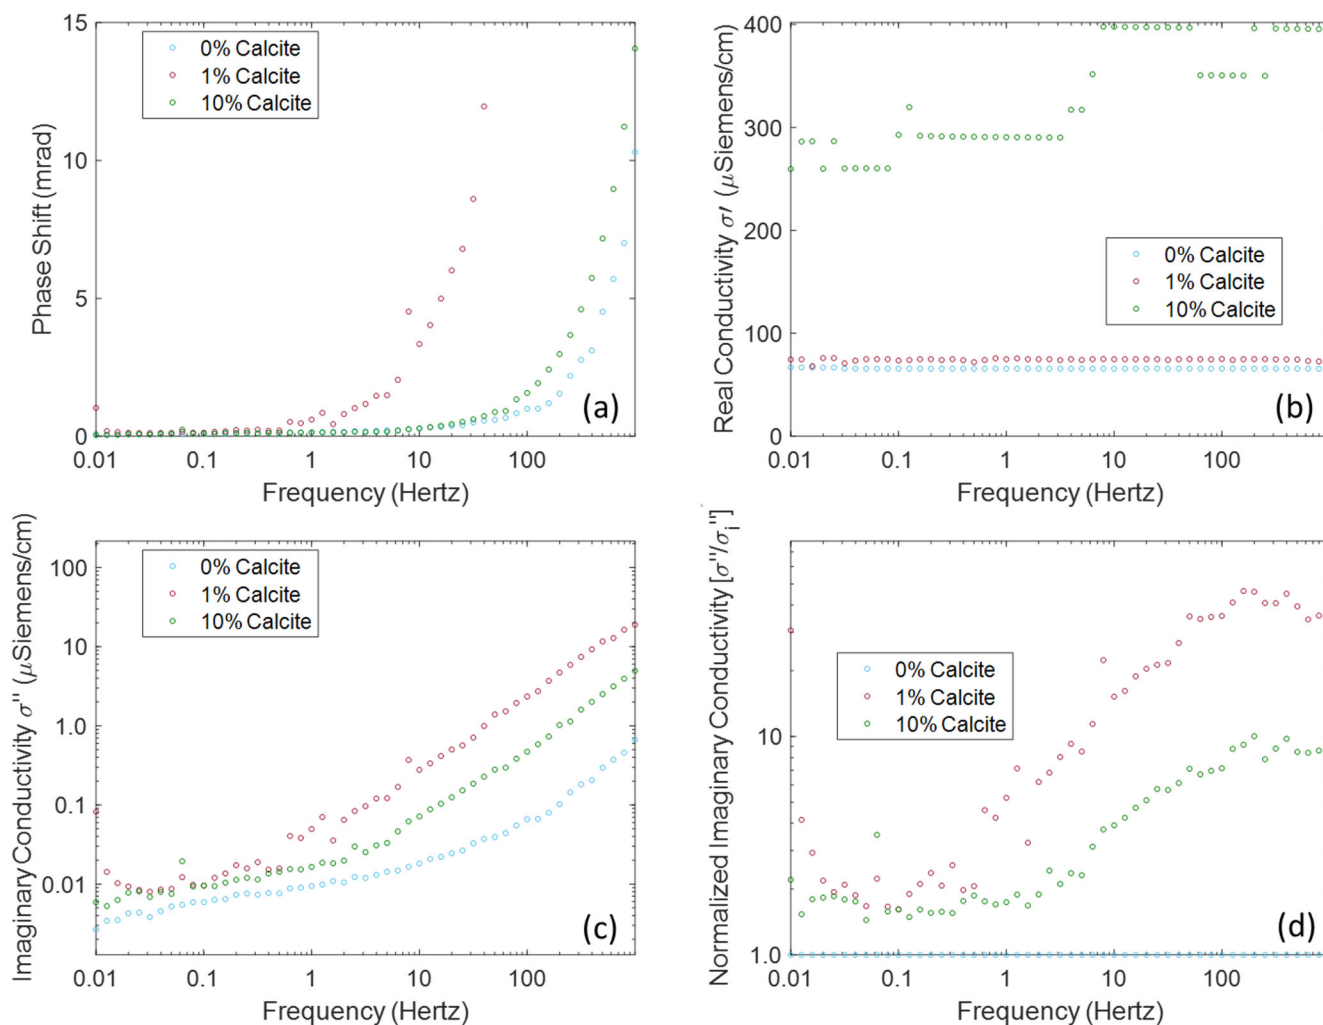 15
10
5
0
Phase Shift (mrad)
0% Calcite
1% Calcite
10% Calcite
(a)
0.01
0.1
1
10
100
Frequency (Hertz)
400
300
200
100
0
Real Conductivity σ′ (μSiemens/cm)
0% Calcite
1% Calcite
10% Calcite
(b)
0.01
0.1
1
10
100
Frequency (Hertz)
100
10
1.0
0.1
0.01
Imaginary Conductivity σ'' (μSiemens/cm)
0% Calcite
1% Calcite
10% Calcite
(c)
0.01
0.1
1
10
100
Frequency (Hertz)
10
1.0
Normalized Imaginary Conductivity [σ''/σi'']
0% Calcite
1% Calcite
10% Calcite
(d)
0.01
0.1
1
10
100
Frequency (Hertz)